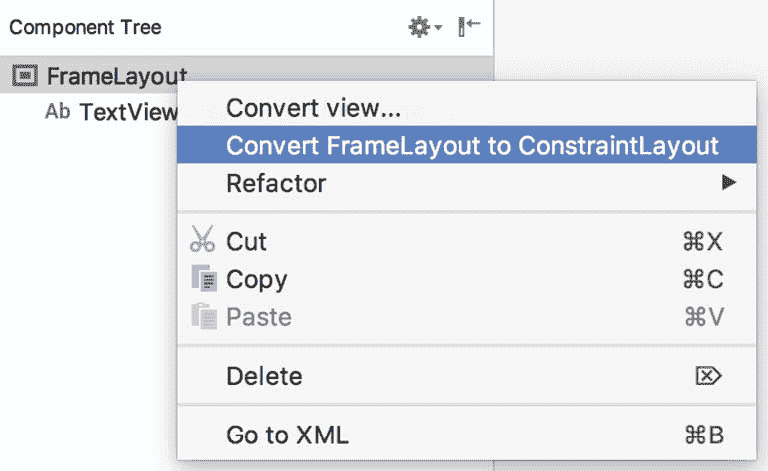 Component Tree
FrameLayout
Ab TextView
Convert view...
Convert FrameLayout to ConstraintLayout
Refactor
Cut ⌘X
Copy ⌘C
Paste ⌘V
Delete ⌦
Go to XML ⌘B